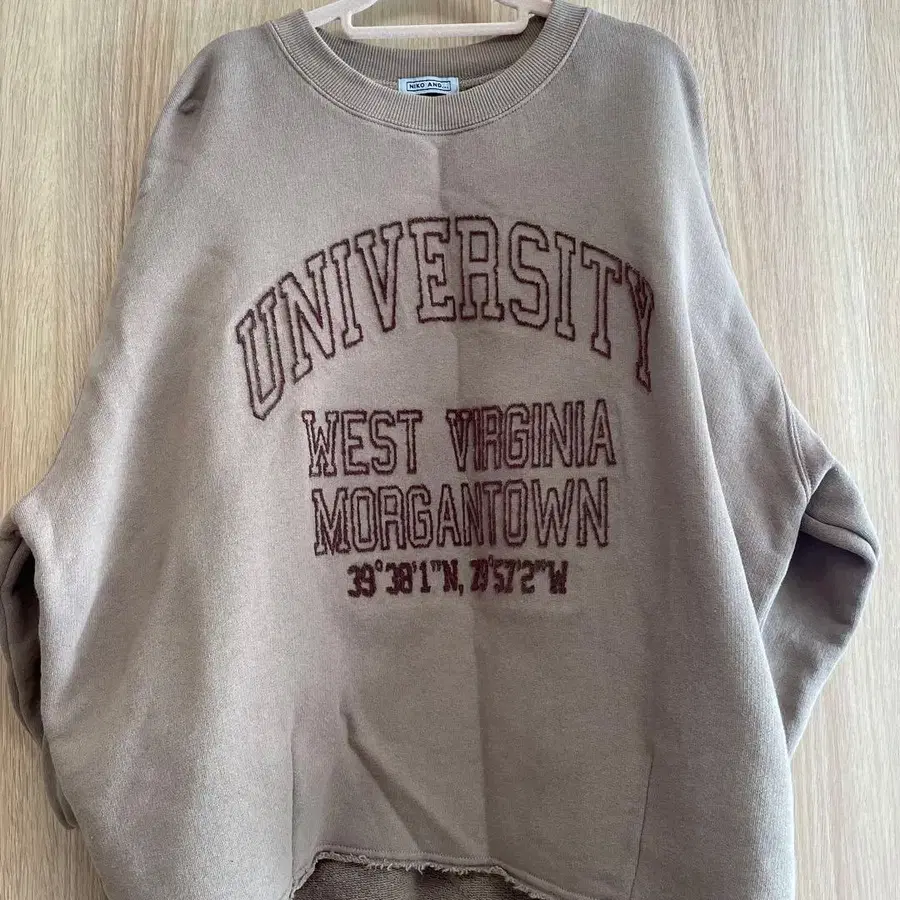 NIKO AND...
UNIVERSITY
WEST VIRGINIA
MORGANTOWN
39°38'1"N, 79°57'2"W